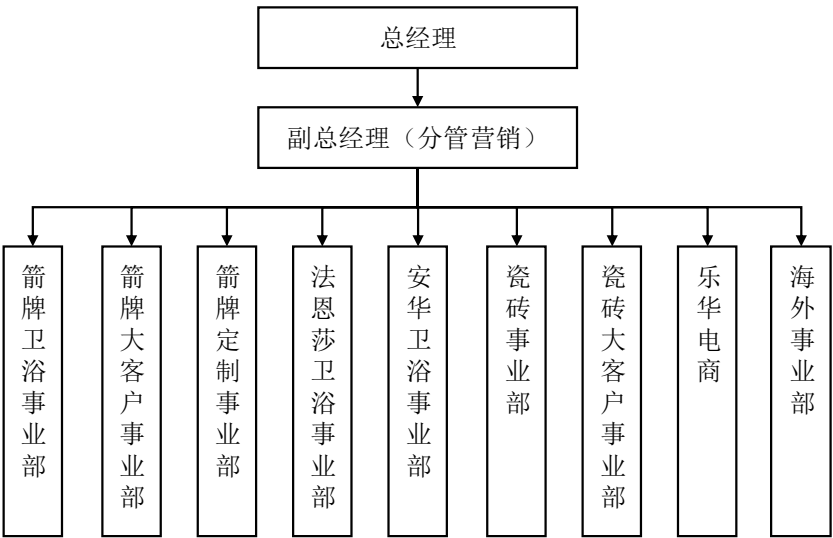 总经理
副总经理（分管营销）
箭牌卫浴事业部
箭牌大客户事业部
箭牌定制事业部
法恩莎卫浴事业部
安华卫浴事业部
瓷砖事业部
瓷砖大客户事业部
乐华电商
海外事业部